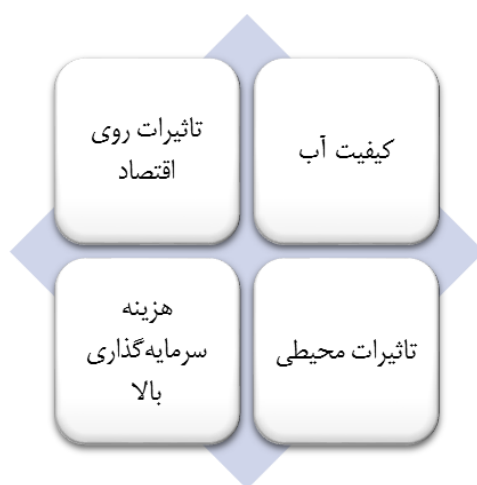 کیفیت آب
تاثیرات روی
اقتصاد
تاثیرات محیطی
هزینه
سرمایه‌گذاری
بالا